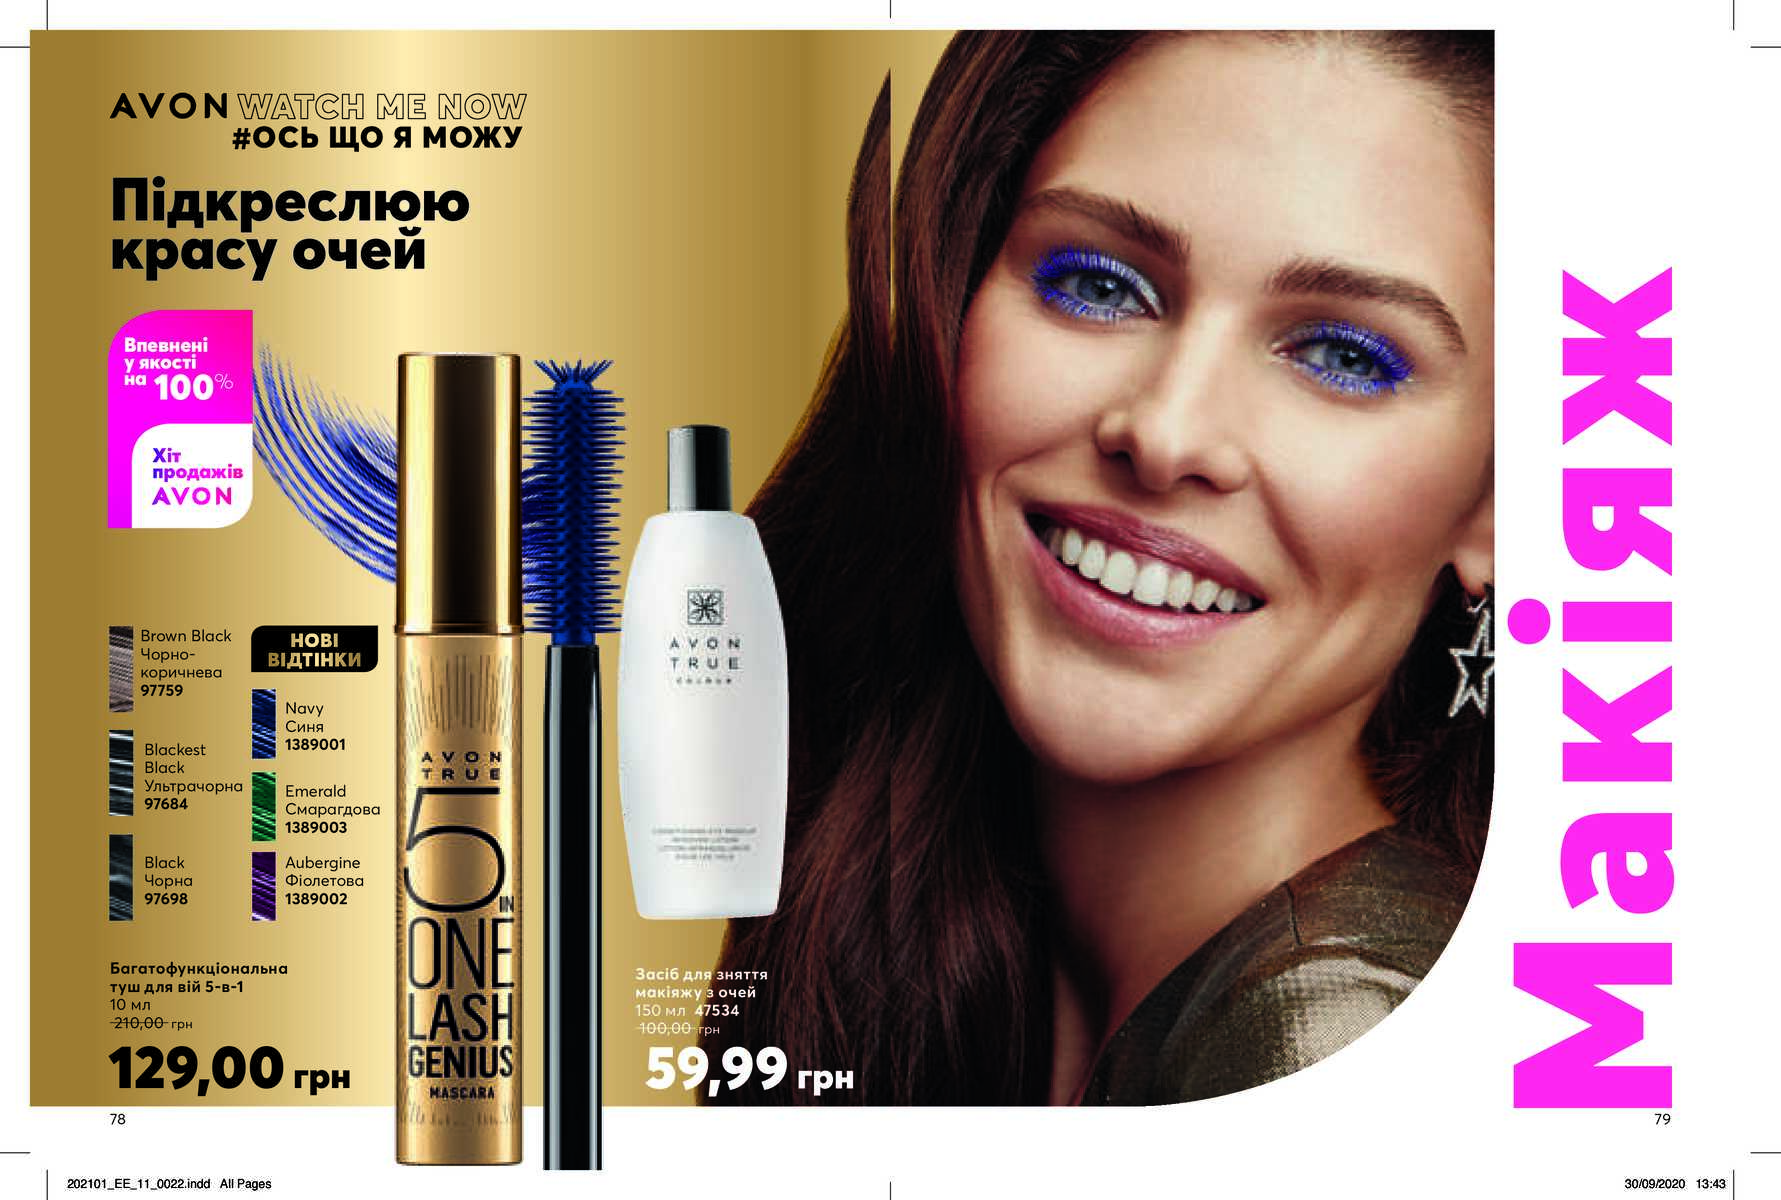 AVON WATCH ME NOW
#ОСЬ ЩО Я МОЖУ
Підкреслюю
красу очей
Впевнені
у якості
на 100%
Хіт
продажів
AVON
Brown Black
Чорно-
коричнева
97759
Blackest
Black
Ультрачорна
97684
Black
Чорна
97698
НОВІ
ВІДТІНКИ
Navy
Синя
1389001
Emerald
Смарагдова
1389003
Aubergine
Фіолетова
1389002
Багатофункціональна
туш для вій 5-в-1
10 мл
210,00 грн
129,00 грн
AVON
TRUE
5
IN
ONE
LASH
GENIUS
MASCARA
AVON
TRUE
COLOUR
Засіб для зняття
макіяжу з очей
150 мл 47534
100,00 грн
59,99 грн
Макіяж
78
79
202101_EE_11_0022.indd All Pages
30/09/2020 13:43